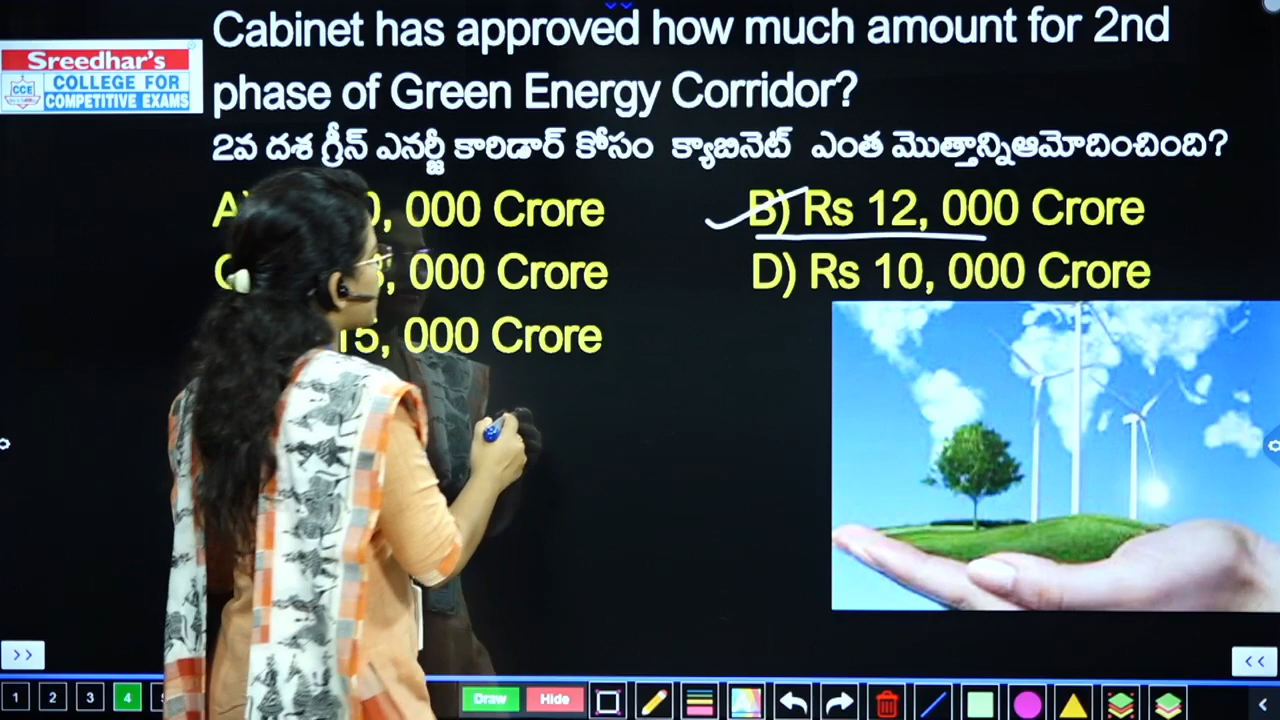 Cabinet has approved how much amount for 2nd
Sreedhar's
COLLEGE FOR
CCE
COMPETITIVE EXAMS
phase of Green Energy Corridor?
2వ దశ గ్రీన్ ఎనర్జీ కారిడార్ కోసం క్యాబినెట్ ఎంత మొత్తాన్నిఆమోదించింది?
0, 000 Crore
B) Rs 12, 000 Crore
, 000 Crore
D) Rs 10, 000 Crore
15, 000 Crore
>>
<<
1 2 3 4
Draw
Hide